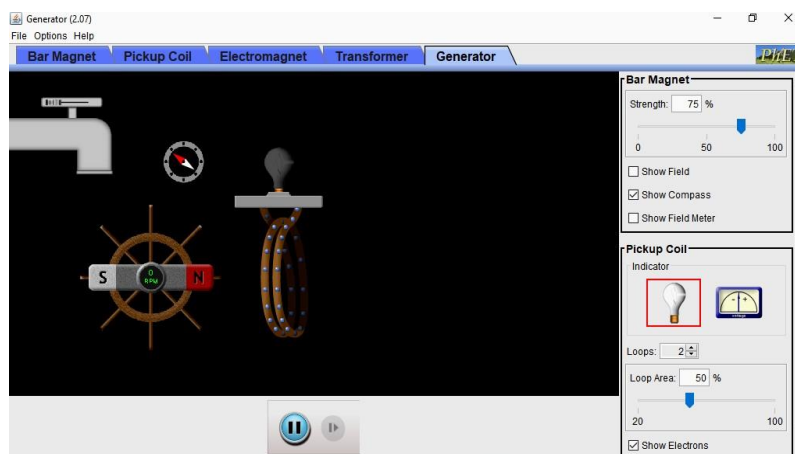 Generator (2.07)
File Options Help
Bar Magnet Pickup Coil Electromagnet Transformer Generator
PhE
Bar Magnet
Strength: 75 %
0 50 100
Show Field
Show Compass
Show Field Meter
S 0 RPM N
Pickup Coil
Indicator
Loops: 2
Loop Area: 50 %
20 100
Show Electrons